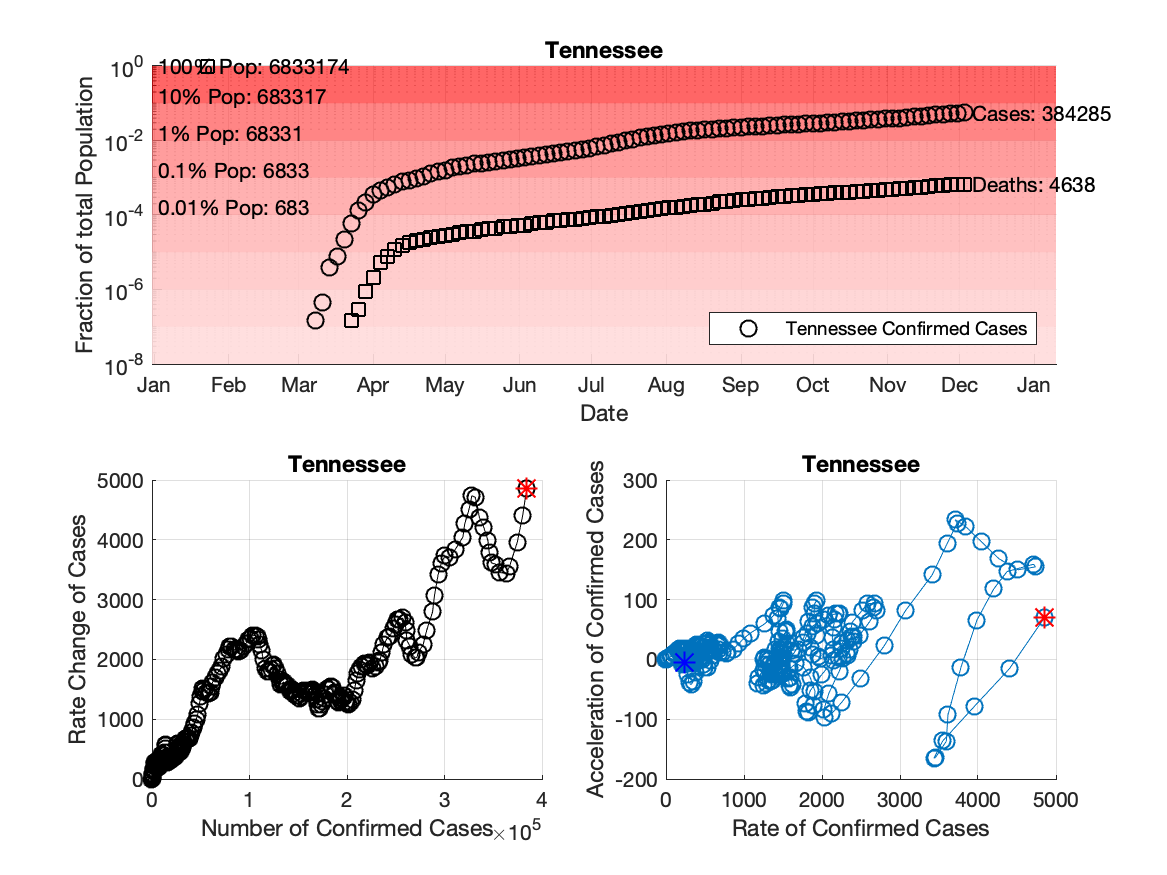 Tennessee
Fraction of total Population
10^0
10^-2
10^-4
10^-6
10^-8
100% Pop: 6833174
10% Pop: 683317
1% Pop: 68331
0.1% Pop: 6833
0.01% Pop: 683
Cases: 384285
Deaths: 4638
Tennessee Confirmed Cases
Jan Feb Mar Apr May Jun Jul Aug Sep Oct Nov Dec Jan
Date
Tennessee
Rate Change of Cases
5000
4000
3000
2000
1000
0
0 1 2 3 4
Number of Confirmed Cases ×10^5
Tennessee
Acceleration of Confirmed Cases
300
200
100
0
-100
-200
0 1000 2000 3000 4000 5000
Rate of Confirmed Cases